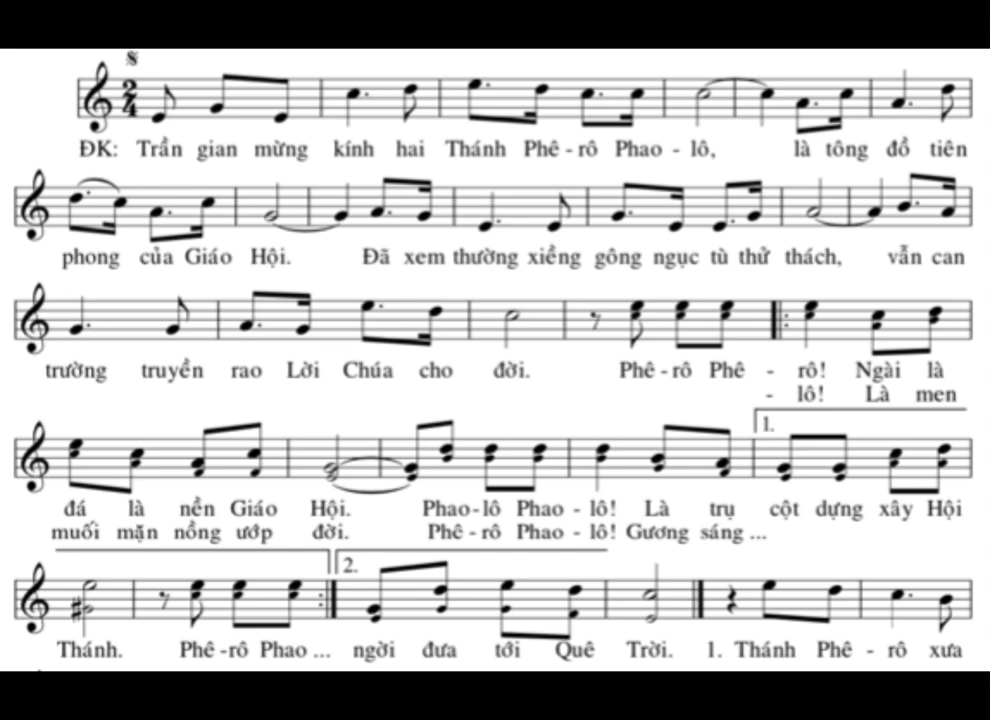 ĐK: Trần gian mừng kính hai Thánh Phê - rô Phao - lô, là tông đồ tiên
phong của Giáo Hội. Đã xem thường xiềng gông ngục tù thử thách, vẫn can
trường truyền rao Lời Chúa cho đời. Phê - rô Phê - rô! Ngài là
- lô! Là men
1.
đá là nền Giáo Hội. Phao - lô Phao - lô! Là trụ cột dựng xây Hội
muối mặn nồng ướp đời. Phê - rô Phao - lô! Gương sáng ...
2.
Thánh. Phê - rô Phao ... ngời đưa tới Quê Trời. 1. Thánh Phê - rô xưa